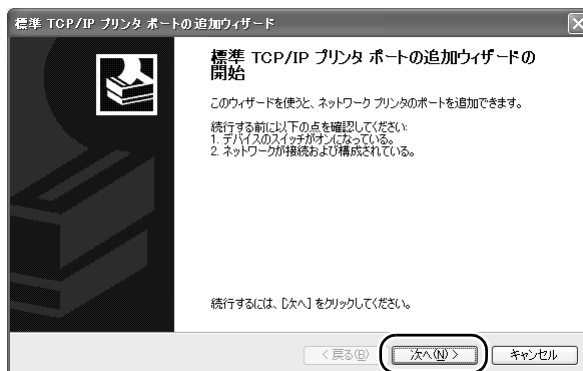 標準 TCP/IP プリンタ ポートの追加ウィザード
標準 TCP/IP プリンタ ポートの追加ウィザードの
開始
このウィザードを使うと、ネットワーク プリンタのポートを追加できます。
続行する前に以下の点を確認してください:
1. デバイスのスイッチがオンになっている。
2. ネットワークが接続および構成されている。
続行するには、[次へ] をクリックしてください。
< 戻る(B)
次へ(N) >
キャンセル